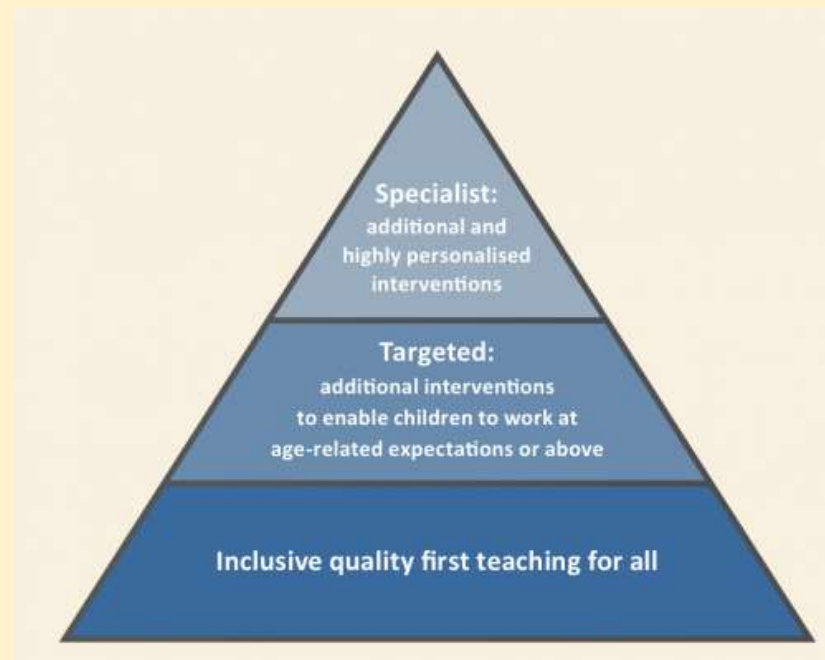 Specialist:
additional and
highly personalised
interventions
Targeted:
additional interventions
to enable children to work at
age-related expectations or above
Inclusive quality first teaching for all